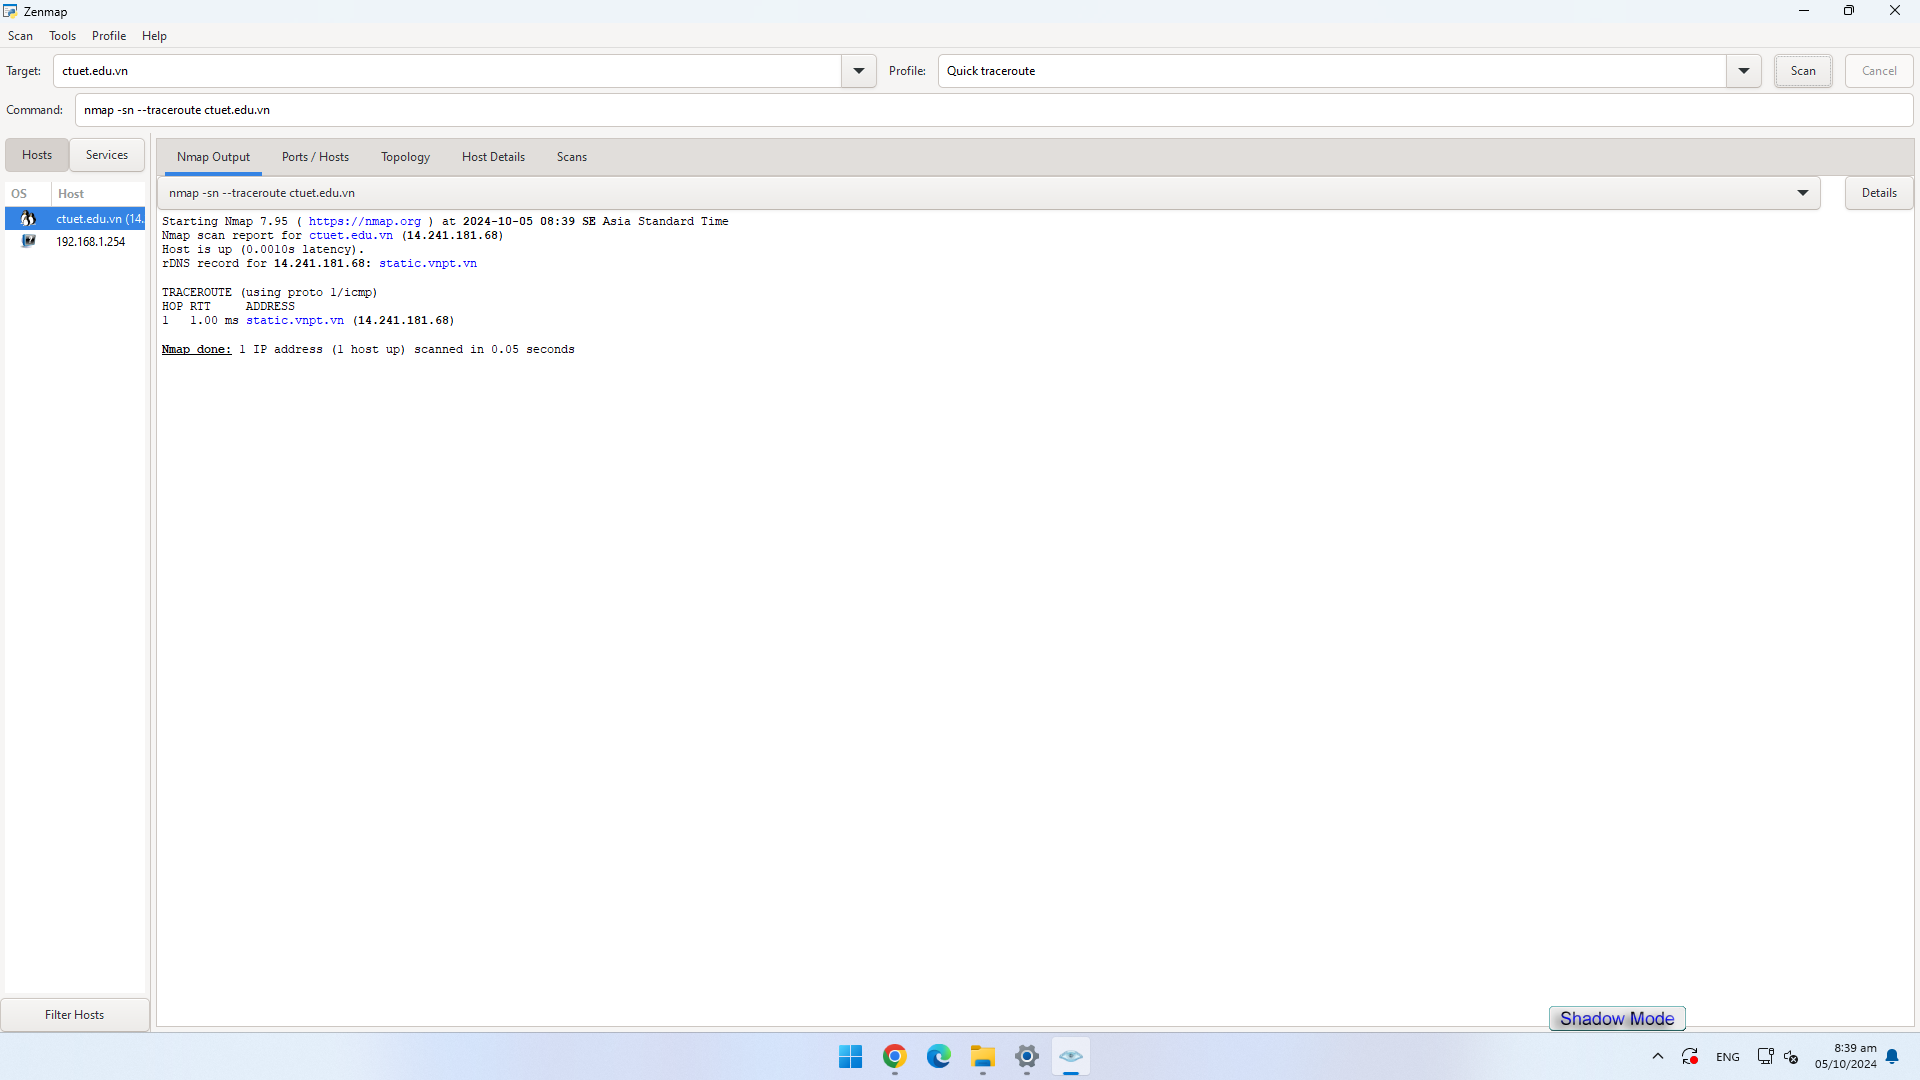 Zenmap
Scan Tools Profile Help
Target: ctuet.edu.vn Profile: Quick traceroute Scan Cancel
Command: nmap -sn --traceroute ctuet.edu.vn
Hosts Services
Nmap Output Ports / Hosts Topology Host Details Scans
OS Host
ctuet.edu.vn (14.
192.168.1.254
nmap -sn --traceroute ctuet.edu.vn Details
Starting Nmap 7.95 ( https://nmap.org ) at 2024-10-05 08:39 SE Asia Standard Time
Nmap scan report for ctuet.edu.vn (14.241.181.68)
Host is up (0.0010s latency).
rDNS record for 14.241.181.68: static.vnpt.vn
TRACEROUTE (using proto 1/icmp)
HOP RTT ADDRESS
1 1.00 ms static.vnpt.vn (14.241.181.68)
Nmap done: 1 IP address (1 host up) scanned in 0.05 seconds
Filter Hosts
Shadow Mode
ENG
8:39 am
05/10/2024